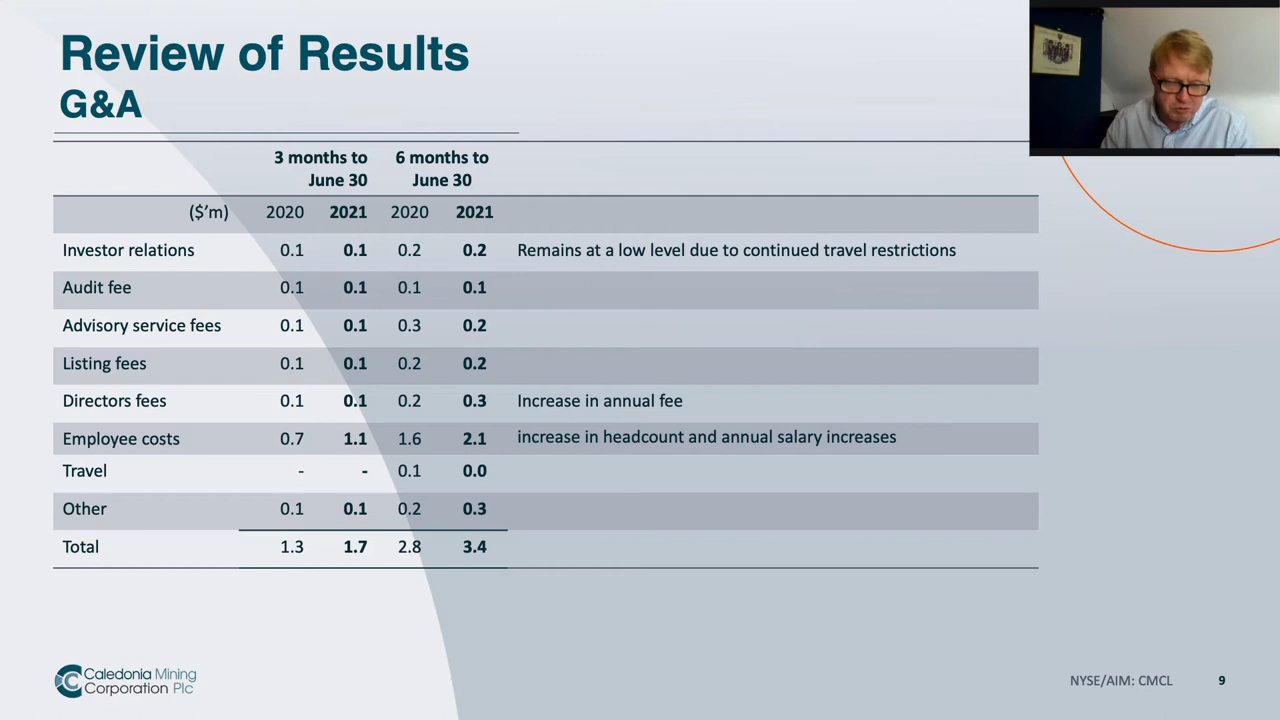 Review of Results
G&A
3 months to June 30 6 months to June 30
($'m) 2020 2021 2020 2021
Investor relations 0.1 0.1 0.2 0.2 Remains at a low level due to continued travel restrictions
Audit fee 0.1 0.1 0.1 0.1
Advisory service fees 0.1 0.1 0.3 0.2
Listing fees 0.1 0.1 0.2 0.2
Directors fees 0.1 0.1 0.2 0.3 Increase in annual fee
Employee costs 0.7 1.1 1.6 2.1 increase in headcount and annual salary increases
Travel - - 0.1 0.0
Other 0.1 0.1 0.2 0.3
Total 1.3 1.7 2.8 3.4
Caledonia Mining
Corporation Plc
NYSE/AIM: CMCL 9